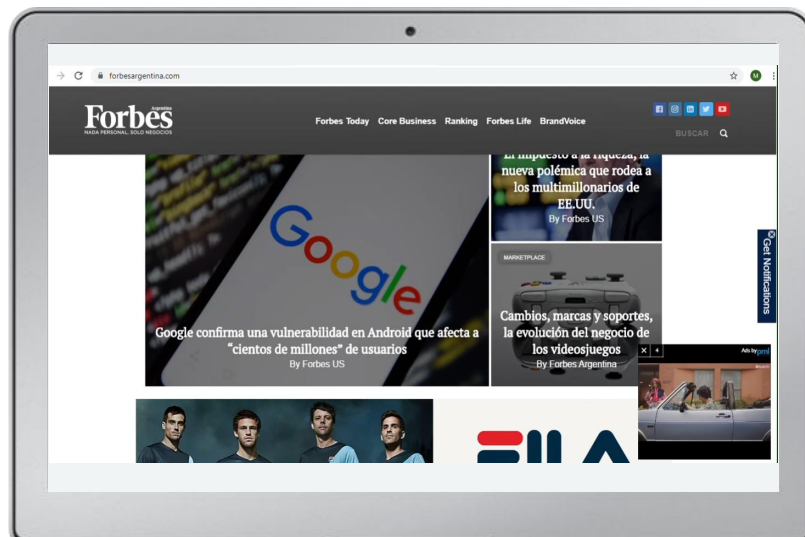 forbesargentina.com
M
Argentina
Forbes
NADA PERSONAL, SOLO NEGOCIOS
Forbes Today Core Business Ranking Forbes Life BrandVoice
BUSCAR
Google
Google confirma una vulnerabilidad en Android que afecta a
“cientos de millones” de usuarios
By Forbes US
El impuesto a la riqueza, la
nueva polémica que rodea a
los multimillonarios de
EE.UU.
By Forbes US
MARKETPLACE
Cambios, marcas y soportes,
la evolución del negocio de
los videosjuegos
By Forbes Argentina
Get Notifications
Ads by pml
FILA